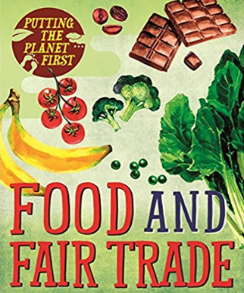 PUTTING
THE
PLANET
FIRST
FOOD AND
FAIR TRADE